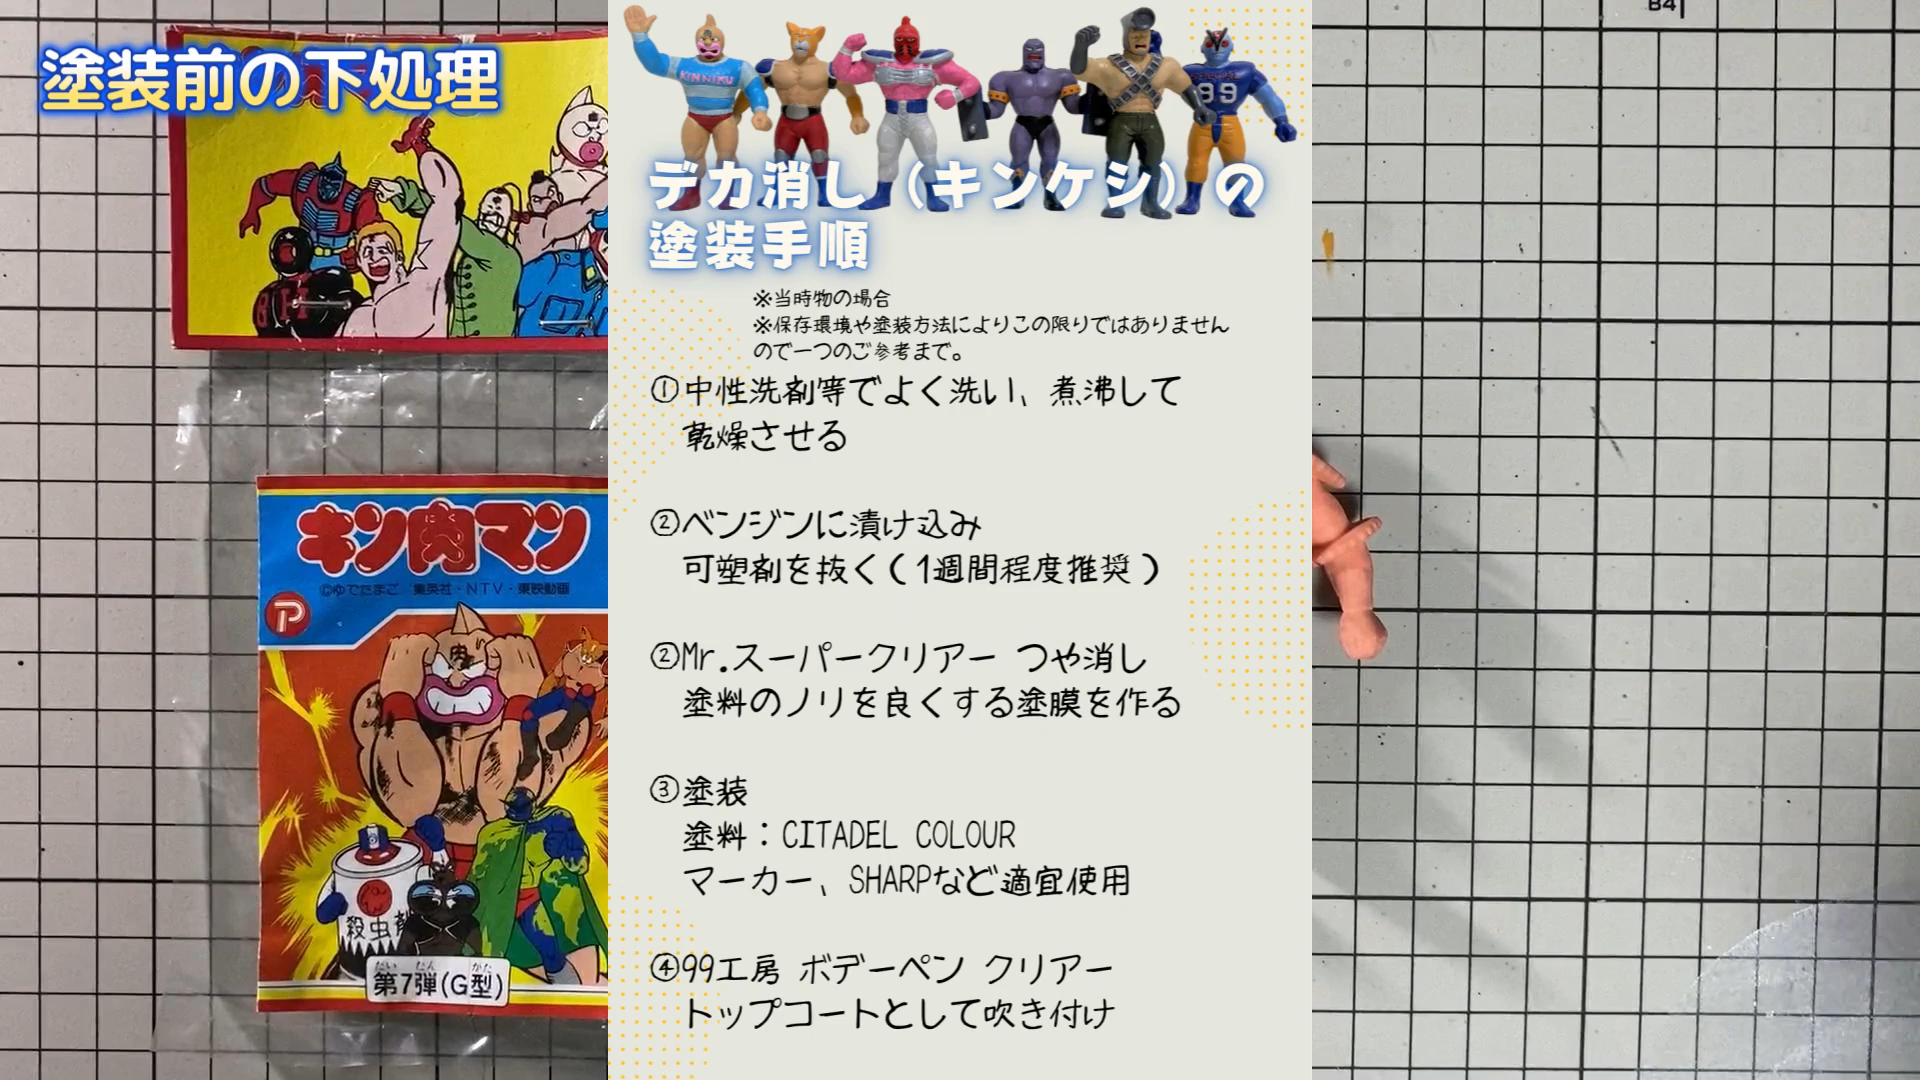 塗装前の下処理
キン肉マン
©ゆでたまご 集英社・NTV・東映動画
殺虫剤
だい だん がた
第7弾(G型)
KINNIKU
89
デカ消し（キンケシ）の
塗装手順
※当時物の場合
※保存環境や塗装方法によりこの限りではありません
ので一つのご参考まで。
①中性洗剤等でよく洗い、煮沸して
乾燥させる
②ベンジンに漬け込み
可塑剤を抜く(1週間程度推奨)
②Mr.スーパークリアー つや消し
塗料のノリを良くする塗膜を作る
③塗装
塗料：CITADEL COLOUR
マーカー、SHARPなど適宜使用
④99工房 ボデーペン クリアー
トップコートとして吹き付け
B4